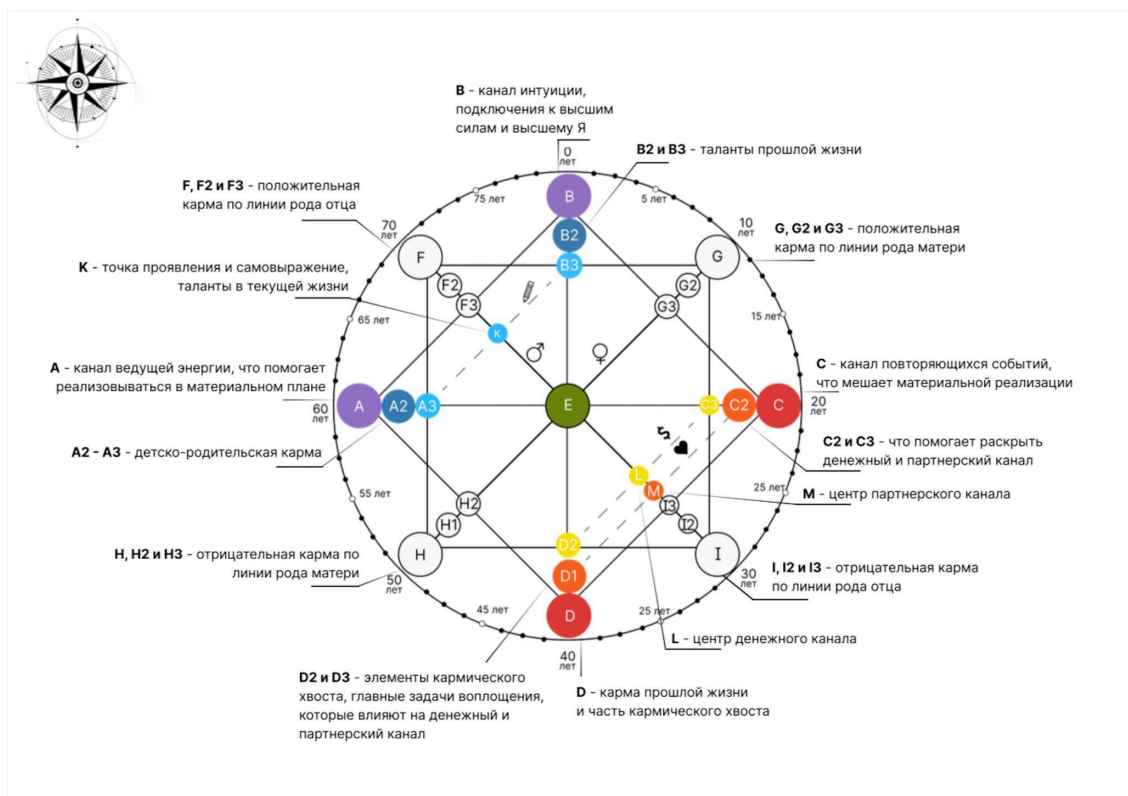 B - канал интуиции,
подключения к высшим
силам и высшему Я
0
лет
B2 и B3 - таланты прошлой жизни
F, F2 и F3 - положительная
карма по линии рода отца
75 лет
B
5 лет
70
лет
10
лет
G, G2 и G3 - положительная
карма по линии рода матери
B2
F
G
K - точка проявления и самовыражение,
таланты в текущей жизни
B3
F2
G2
F3
G3
65 лет
15 лет
K
A - канал ведущей энергии, что помогает
реализовываться в материальном плане
C - канал повторяющихся событий,
что мешает материальной реализации
60
лет
A
A2
A3
E
C3
C2
C
20
лет
A2 - A3 - детско-родительская карма
C2 и C3 - что помогает раскрыть
денежный и партнерский канал
L
M
55 лет
25 лет
M - центр партнерского канала
H2
I3
H1
I2
D2
H
I
H, H2 и H3 - отрицательная карма по
линии рода матери
I, I2 и I3 - отрицательная карма
по линии рода отца
50
лет
30
лет
D1
45 лет
25 лет
D
L - центр денежного канала
40
лет
D2 и D3 - элементы кармического
хвоста, главные задачи воплощения,
которые влияют на денежный и
партнерский канал
D - карма прошлой жизни
и часть кармического хвоста